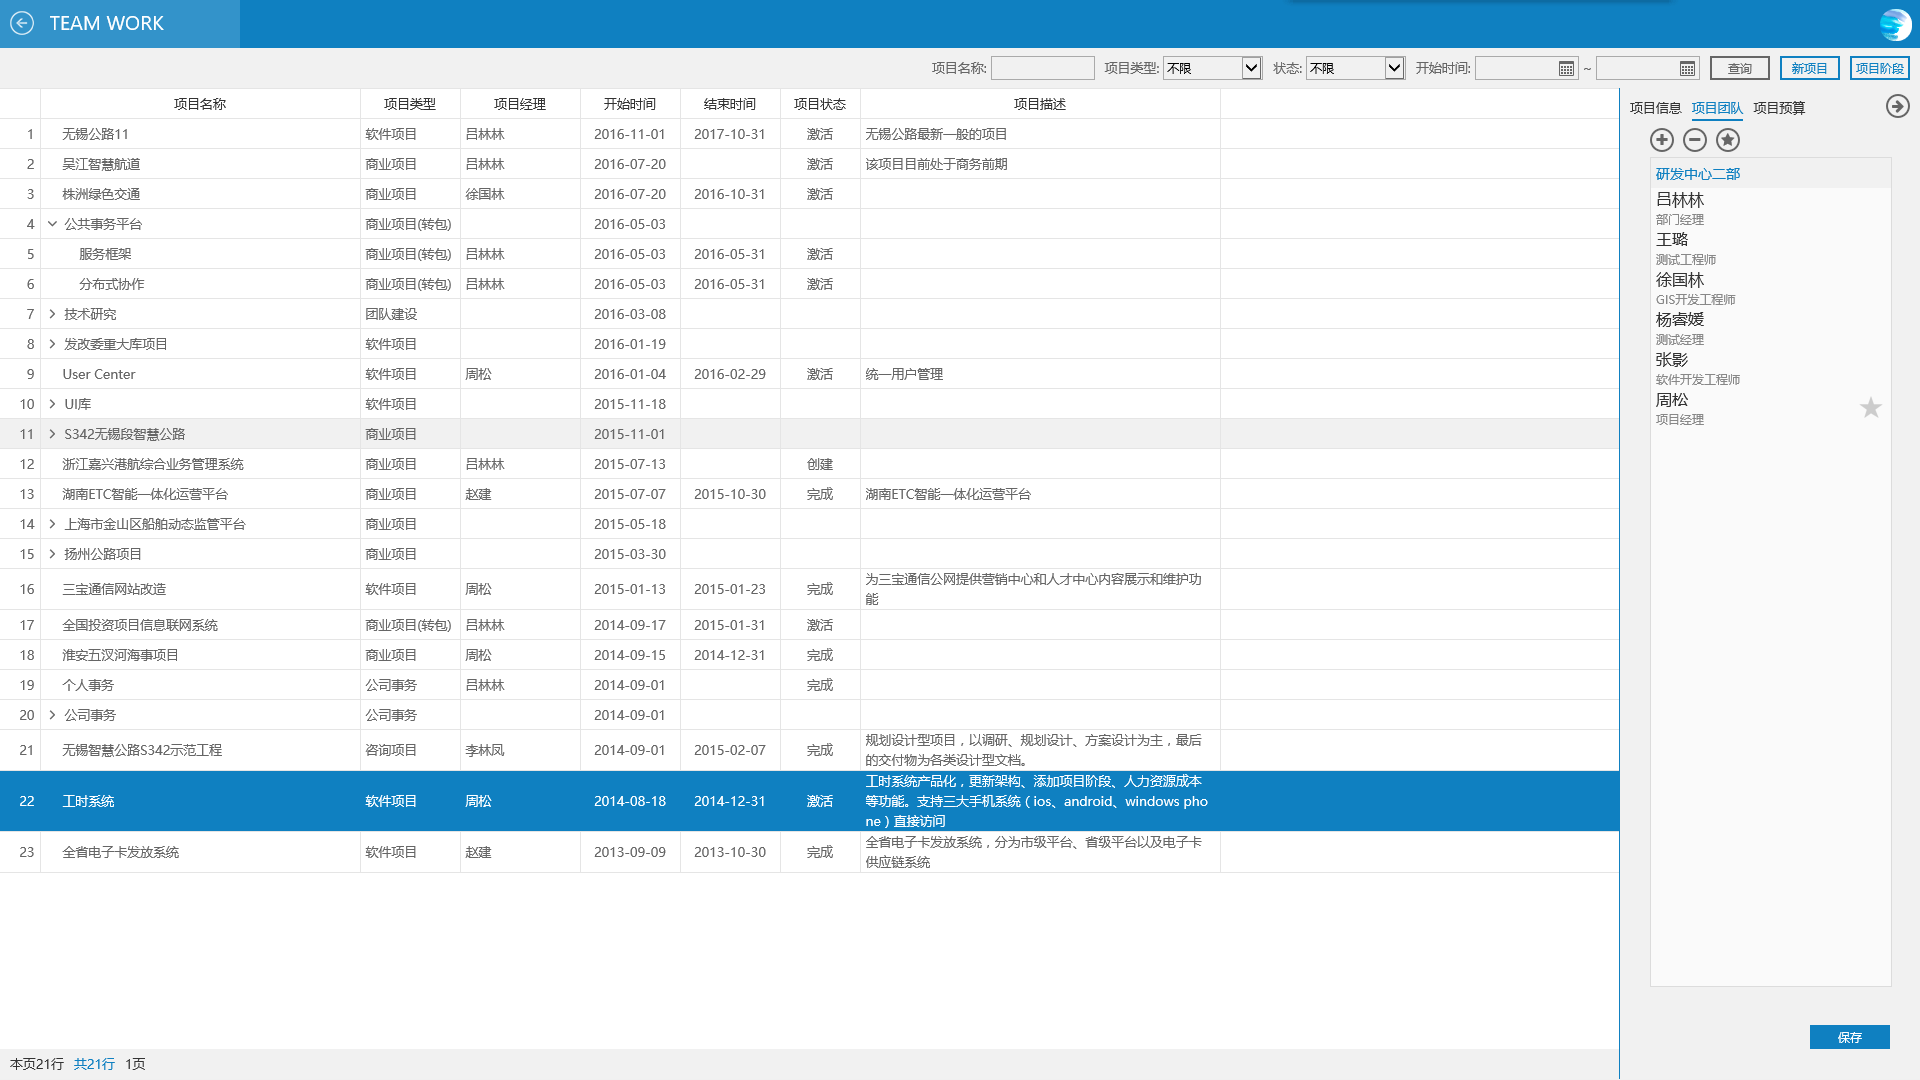 TEAM WORK
项目名称: 项目类型: 不限 状态: 不限 开始时间: ~ 查询 新项目 项目阶段
项目名称 项目类型 项目经理 开始时间 结束时间 项目状态 项目描述
1 无锡公路11 软件项目 吕林林 2016-11-01 2017-10-31 激活 无锡公路最新一般的项目
2 吴江智慧航道 商业项目 吕林林 2016-07-20 激活 该项目目前处于商务前期
3 株洲绿色交通 商业项目 徐国林 2016-07-20 2016-10-31 激活
4 公共事务平台 商业项目(转包) 2016-05-03
5 服务框架 商业项目(转包) 吕林林 2016-05-03 2016-05-31 激活
6 分布式协作 商业项目(转包) 吕林林 2016-05-03 2016-05-31 激活
7 技术研究 团队建设 2016-03-08
8 发改委重大库项目 软件项目 2016-01-19
9 User Center 软件项目 周松 2016-01-04 2016-02-29 激活 统一用户管理
10 UI库 软件项目 2015-11-18
11 S342无锡段智慧公路 商业项目 2015-11-01
12 浙江嘉兴港航综合业务管理系统 商业项目 吕林林 2015-07-13 创建
13 湖南ETC智能一体化运营平台 商业项目 赵建 2015-07-07 2015-10-30 完成 湖南ETC智能一体化运营平台
14 上海市金山区船舶动态监管平台 商业项目 2015-05-18
15 扬州公路项目 商业项目 2015-03-30
16 三宝通信网站改造 软件项目 周松 2015-01-13 2015-01-23 完成 为三宝通信公网提供营销中心和人才中心内容展示和维护功
能
17 全国投资项目信息联网系统 商业项目(转包) 吕林林 2014-09-17 2015-01-31 激活
18 淮安五汊河海事项目 商业项目 周松 2014-09-15 2014-12-31 完成
19 个人事务 公司事务 吕林林 2014-09-01 完成
20 公司事务 公司事务 2014-09-01
21 无锡智慧公路S342示范工程 咨询项目 李林凤 2014-09-01 2015-02-07 完成 规划设计型项目，以调研、规划设计、方案设计为主，最后
的交付物为各类设计型文档。
22 工时系统 软件项目 周松 2014-08-18 2014-12-31 激活 工时系统产品化，更新架构、添加项目阶段、人力资源成本
等功能。支持三大手机系统（ios、android、windows pho
ne）直接访问
23 全省电子卡发放系统 软件项目 赵建 2013-09-09 2013-10-30 完成 全省电子卡发放系统，分为市级平台、省级平台以及电子卡
供应链系统
本页21行 共21行 1页
项目信息 项目团队 项目预算
研发中心二部
吕林林
部门经理
王璐
测试工程师
徐国林
GIS开发工程师
杨睿媛
测试经理
张影
软件开发工程师
周松
项目经理
保存